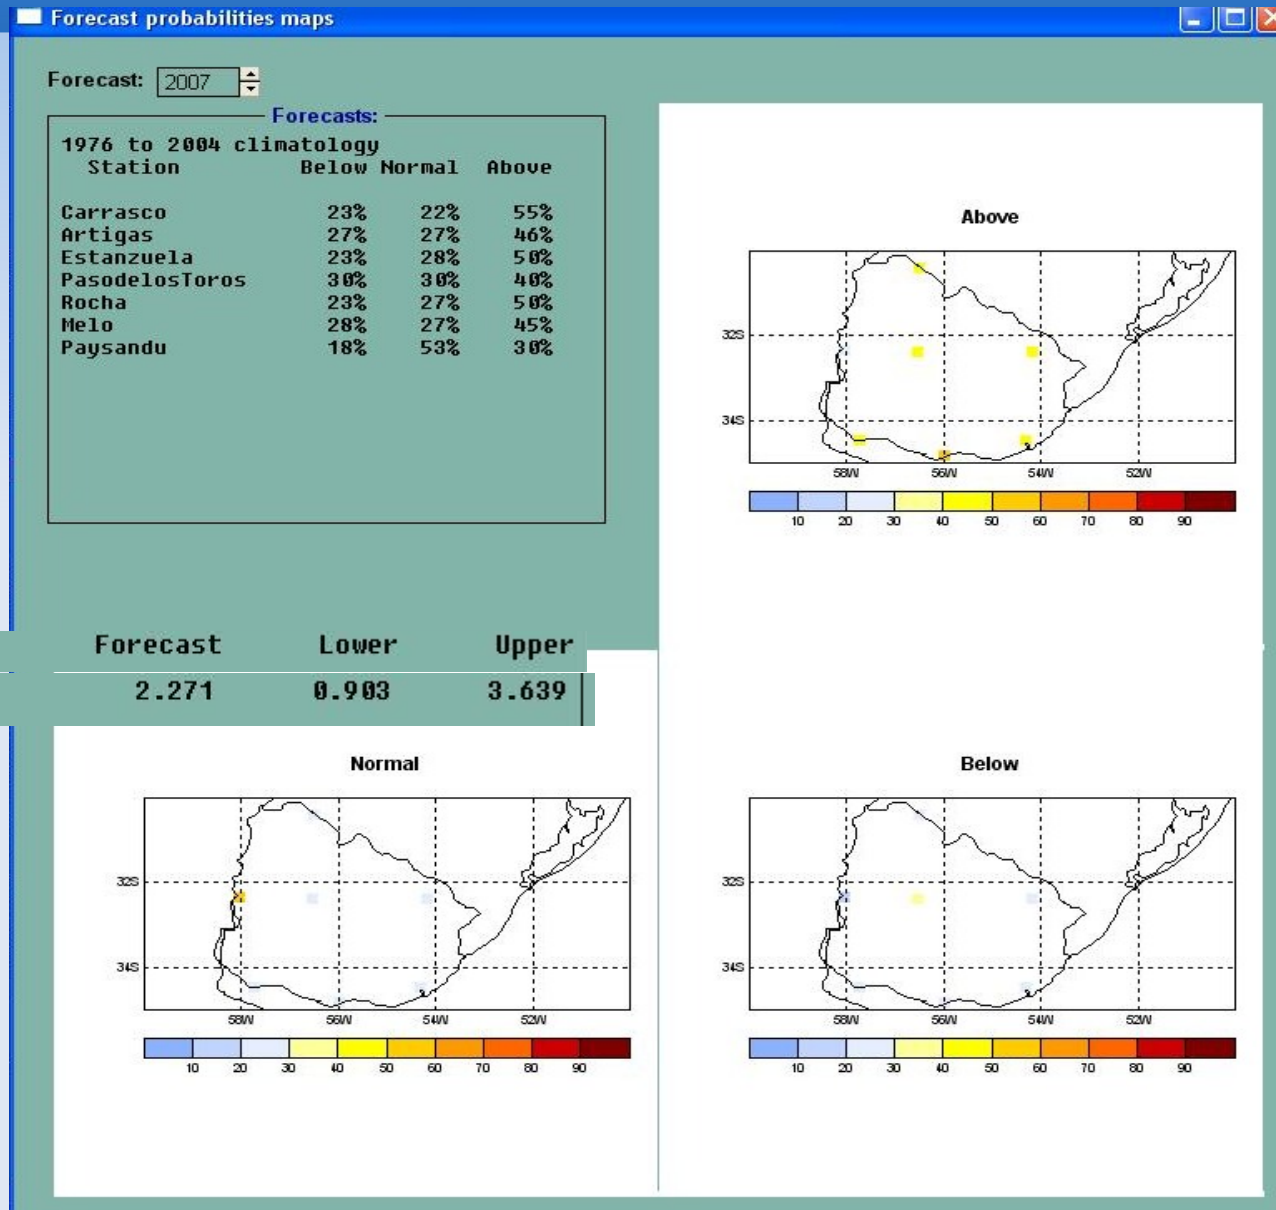 Forecast probabilities maps
Forecast: 2007
Forecasts:
1976 to 2004 climatology
Station Below Normal Above
Carrasco 23% 22% 55%
Artigas 27% 27% 46%
Estanzuela 23% 28% 50%
PasodelosToros 30% 30% 40%
Rocha 23% 27% 50%
Melo 28% 27% 45%
Paysandu 18% 53% 30%
Above
32S
34S
58W 56W 54W 52W
10 20 30 40 50 60 70 80 90
Forecast Lower Upper
2.271 0.903 3.639
Normal
32S
34S
58W 56W 54W 52W
10 20 30 40 50 60 70 80 90
Below
32S
34S
58W 56W 54W 52W
10 20 30 40 50 60 70 80 90